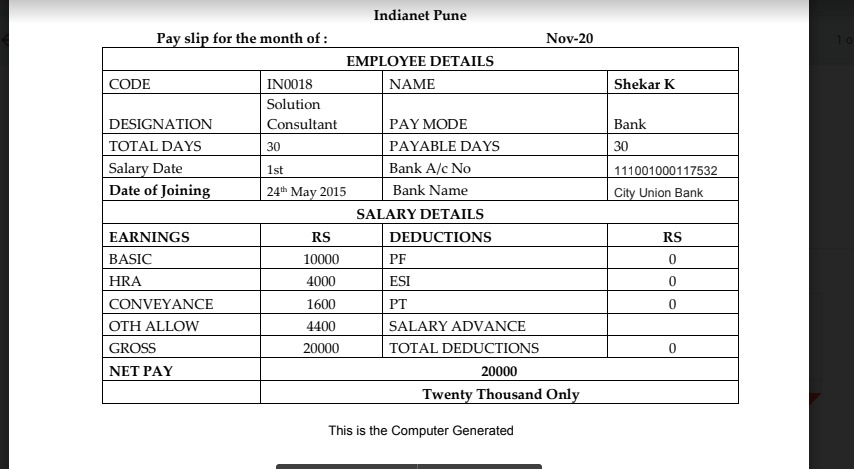 Indianet Pune
Pay slip for the month of : Nov-20
EMPLOYEE DETAILS
CODE IN0018 NAME Shekar K
Solution
DESIGNATION Consultant PAY MODE Bank
TOTAL DAYS 30 PAYABLE DAYS 30
Salary Date 1st Bank A/c No 111001000117532
Date of Joining 24th May 2015 Bank Name City Union Bank
SALARY DETAILS
EARNINGS RS DEDUCTIONS RS
BASIC 10000 PF 0
HRA 4000 ESI 0
CONVEYANCE 1600 PT 0
OTH ALLOW 4400 SALARY ADVANCE
GROSS 20000 TOTAL DEDUCTIONS 0
NET PAY 20000
Twenty Thousand Only
This is the Computer Generated